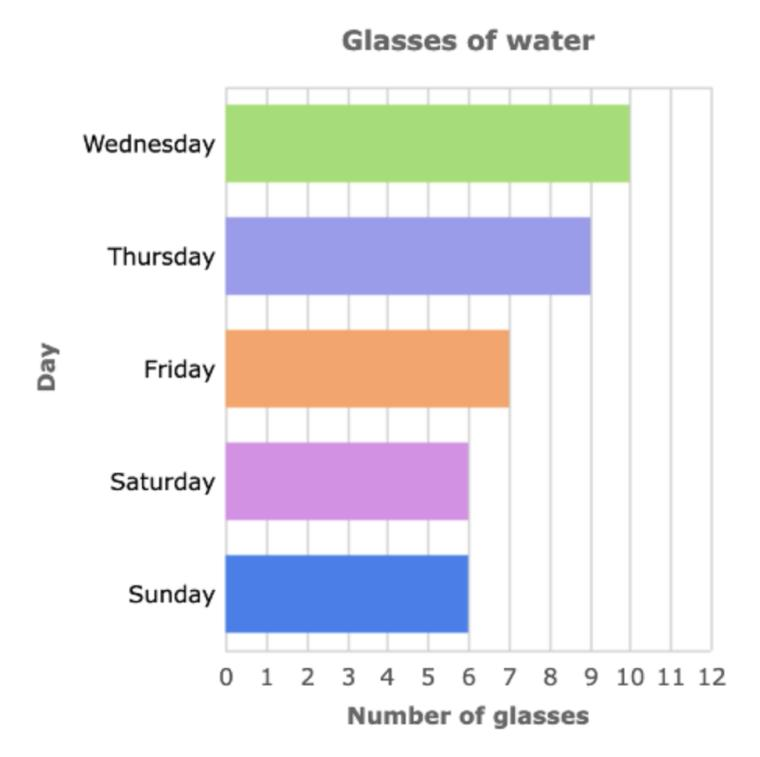 Glasses of water
Wednesday
Thursday
Friday
Saturday
Sunday
Day
0 1 2 3 4 5 6 7 8 9 10 11 12
Number of glasses